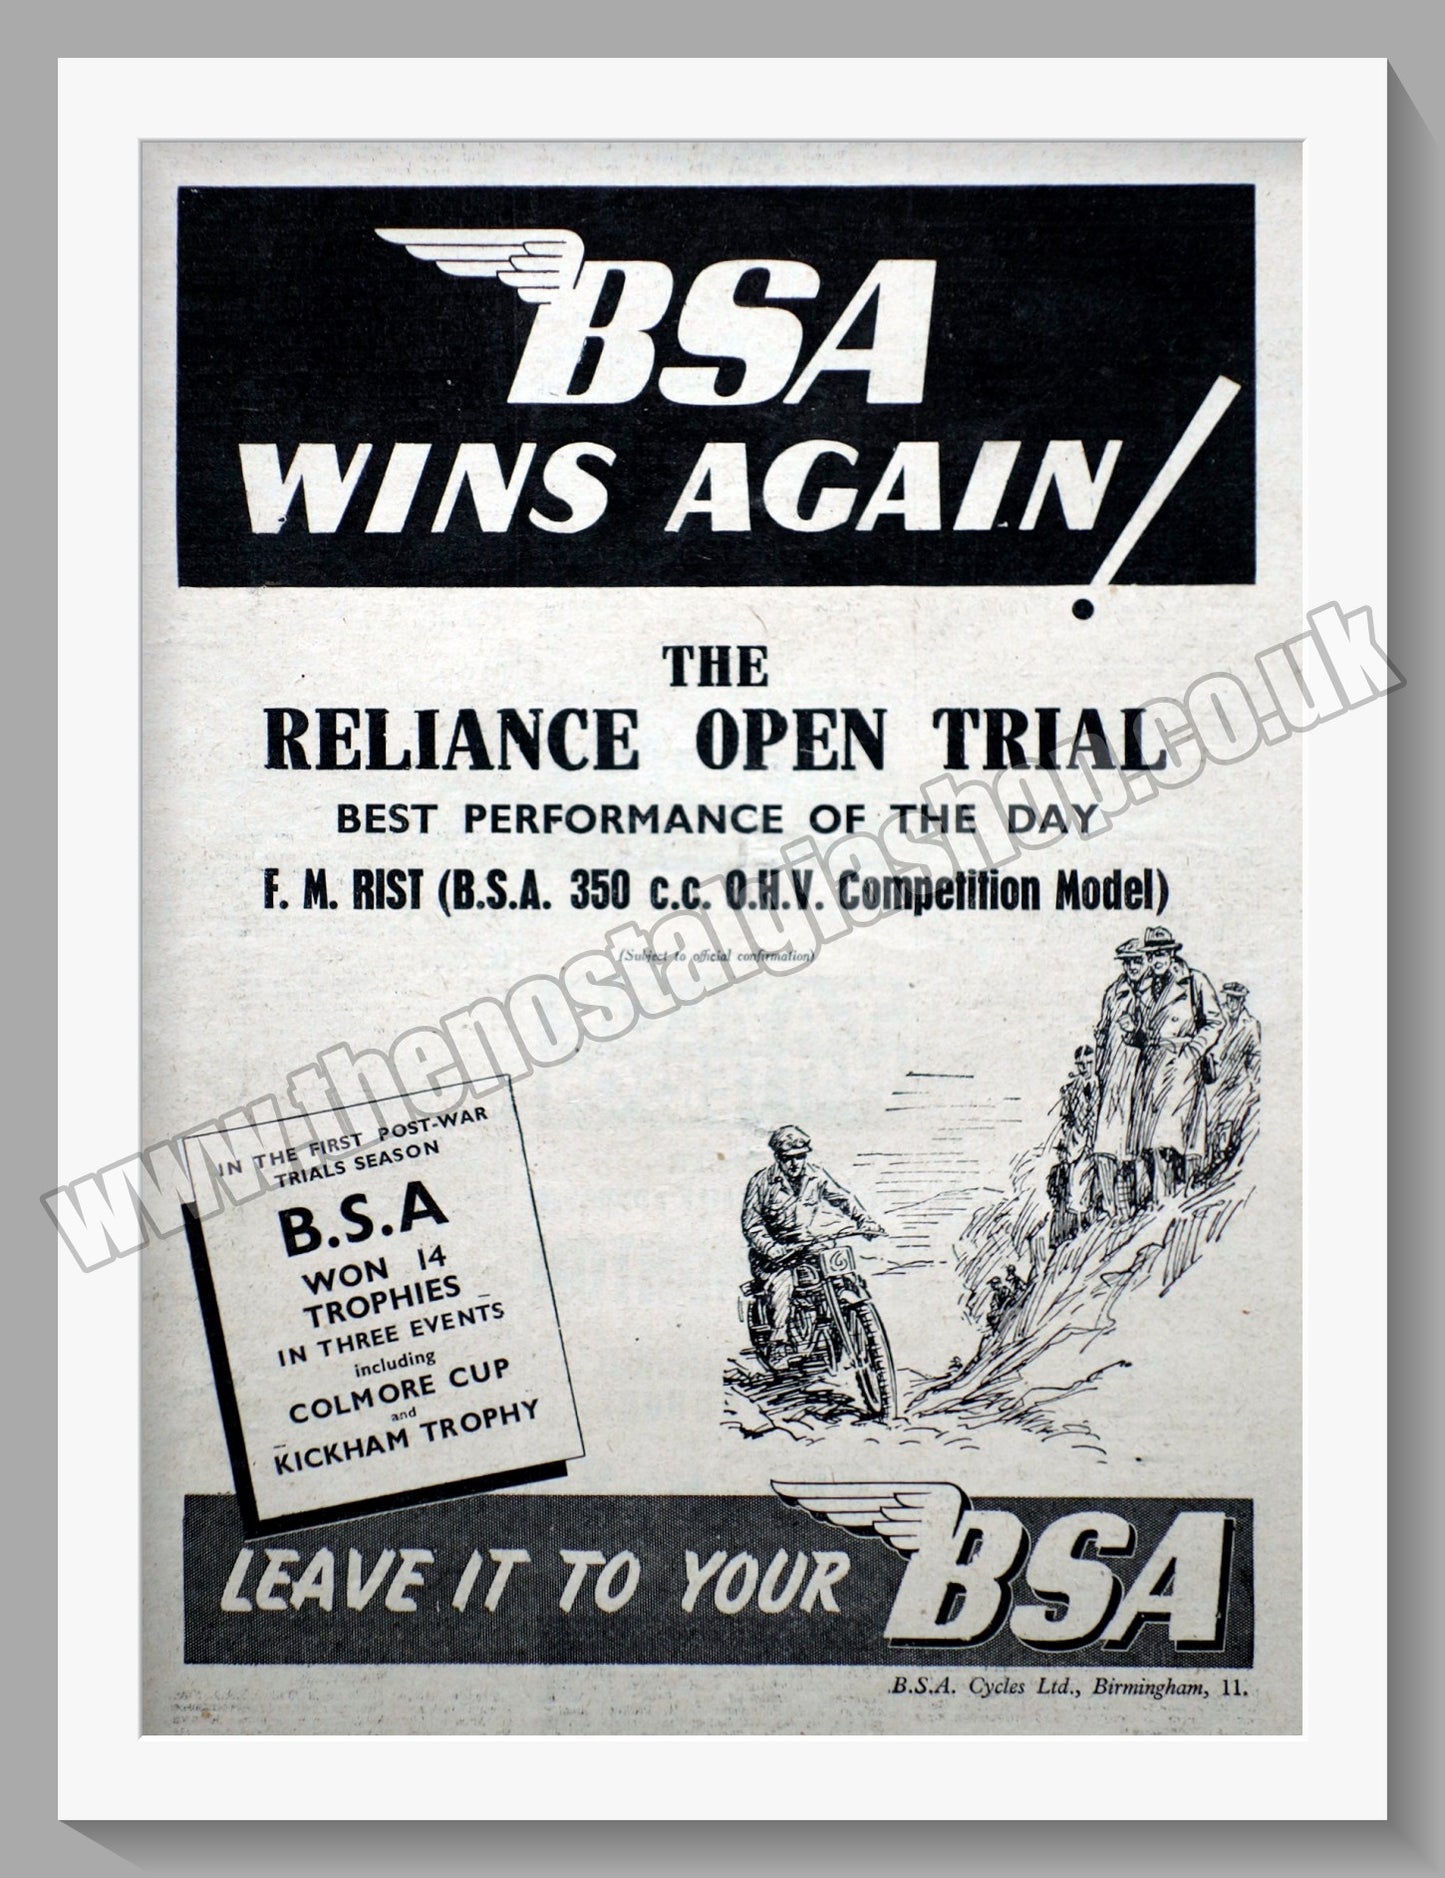 BSA
WINS AGAIN!
THE
RELIANCE OPEN TRIAL
BEST PERFORMANCE OF THE DAY
F. M. RIST (B.S.A. 350 c.c. O.H.V. Competition Model)
(Subject to official confirmation)
www.thenostalgiashop.co.uk
IN THE FIRST POST-WAR
TRIALS SEASON
B.S.A
WON 14
TROPHIES
IN THREE EVENTS
including
COLMORE CUP
and
KICKHAM TROPHY
LEAVE IT TO YOUR BSA
B.S.A. Cycles Ltd., Birmingham, 11.